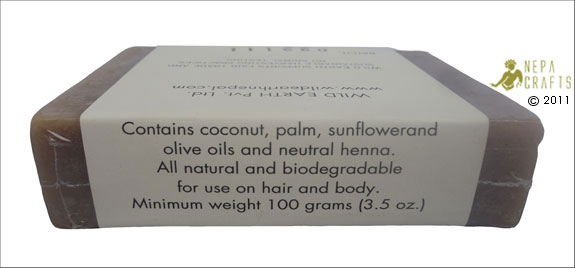 WILD EARTH Pvt. Ltd.
www.wildearthnepal.com
Contains coconut, palm, sunflowerand
olive oils and neutral henna.
All natural and biodegradable
for use on hair and body.
Minimum weight 100 grams (3.5 oz.)
NEPA
CRAFTS
© 2011